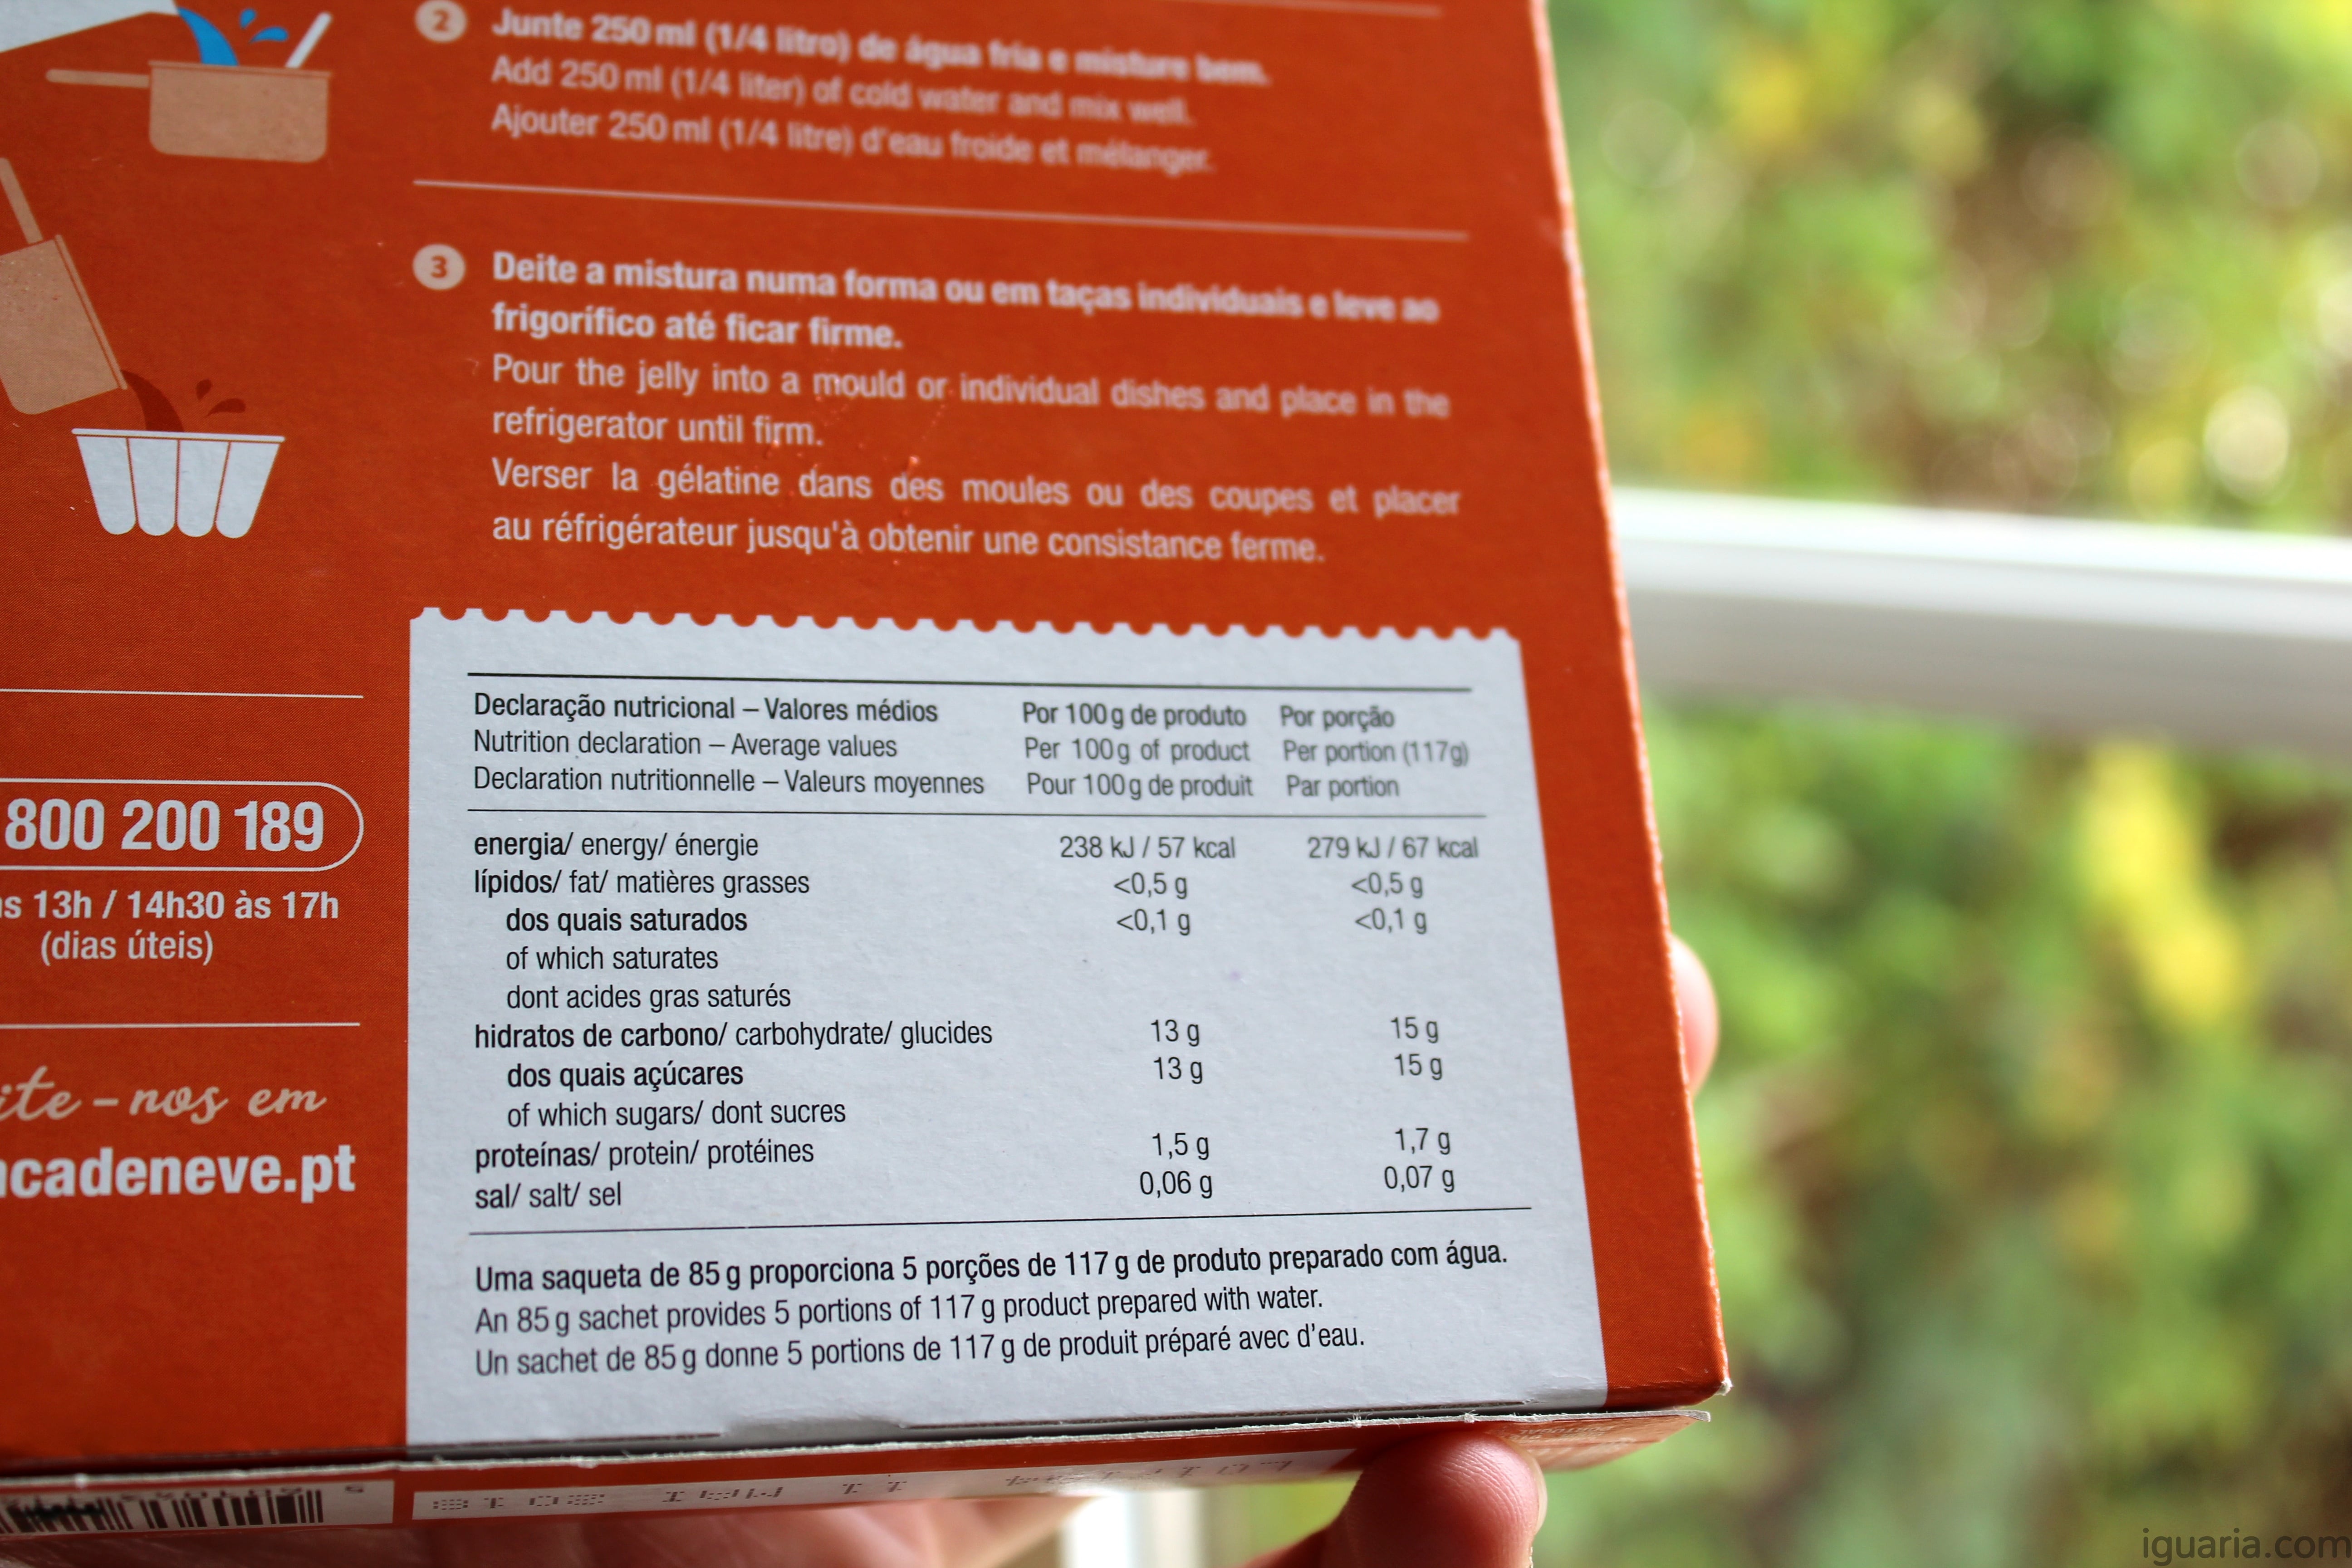 2 Junte 250 ml (1/4 litro) de água fria e misture bem.
Add 250 ml (1/4 liter) of cold water and mix well.
Ajouter 250 ml (1/4 litre) d'eau froide et mélanger.
3 Deite a mistura numa forma ou em taças individuais e leve ao
frigorífico até ficar firme.
Pour the jelly into a mould or individual dishes and place in the
refrigerator until firm.
Verser la gélatine dans des moules ou des coupes et placer
au réfrigérateur jusqu'à obtenir une consistance ferme.
800 200 189
às 13h / 14h30 às 17h
(dias úteis)
ite-nos em
cadeneve.pt
Declaração nutricional – Valores médios Por 100 g de produto Por porção
Nutrition declaration – Average values Per 100 g of product Per portion (117g)
Declaration nutritionnelle – Valeurs moyennes Pour 100 g de produit Par portion
energia/ energy/ énergie 238 kJ / 57 kcal 279 kJ / 67 kcal
lípidos/ fat/ matières grasses <0,5 g <0,5 g
dos quais saturados <0,1 g <0,1 g
of which saturates
dont acides gras saturés
hidratos de carbono/ carbohydrate/ glucides 13 g 15 g
dos quais açúcares 13 g 15 g
of which sugars/ dont sucres
proteínas/ protein/ protéines 1,5 g 1,7 g
sal/ salt/ sel 0,06 g 0,07 g
Uma saqueta de 85 g proporciona 5 porções de 117 g de produto preparado com água.
An 85 g sachet provides 5 portions of 117 g product prepared with water.
Un sachet de 85 g donne 5 portions de 117 g de produit préparé avec d'eau.
iguaria.com